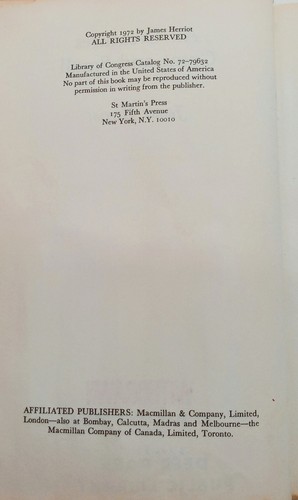 Copyright 1972 by James Herriot
ALL RIGHTS RESERVED
Library of Congress Catalog No. 72-79632
Manufactured in the United States of America
No part of this book may be reproduced without
permission in writing from the publisher.
St Martin's Press
175 Fifth Avenue
New York, N.Y. 10010
AFFILIATED PUBLISHERS: Macmillan & Company, Limited,
London—also at Bombay, Calcutta, Madras and Melbourne—the
Macmillan Company of Canada, Limited, Toronto.